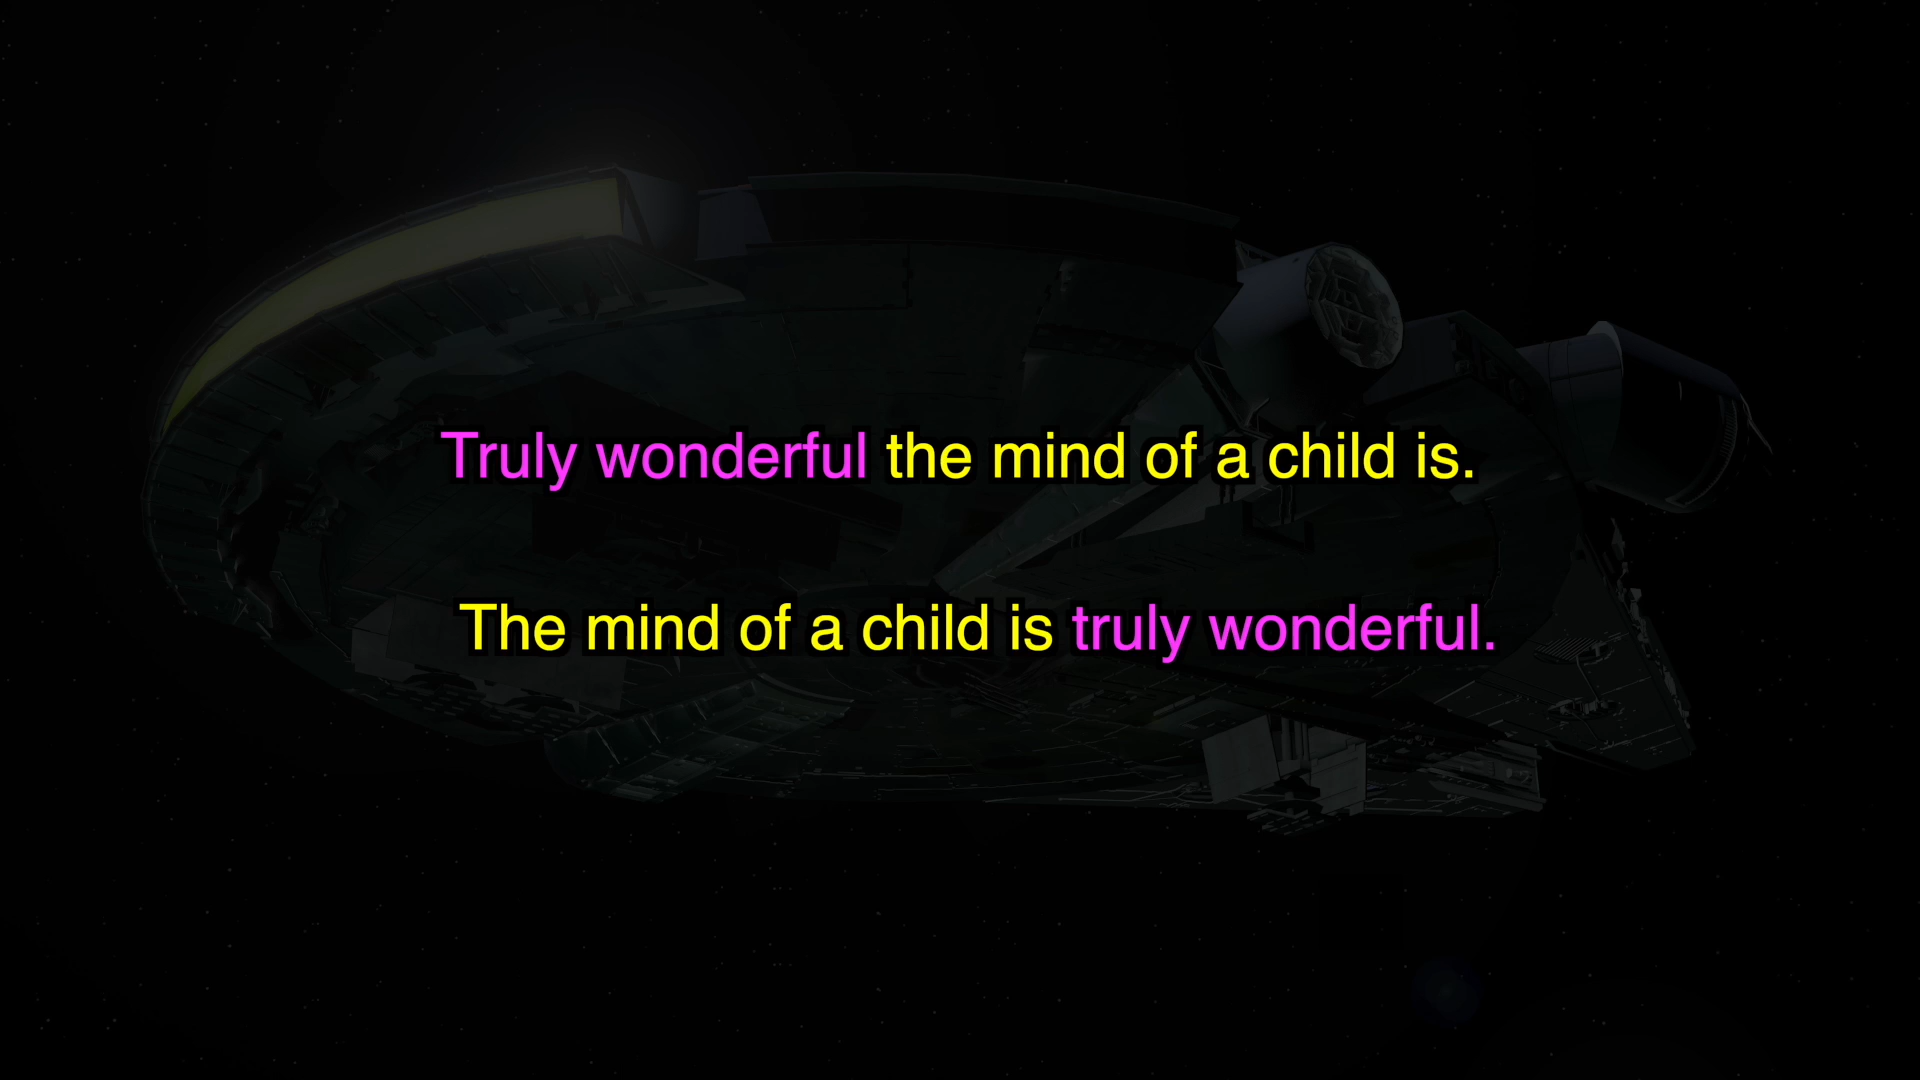 Truly wonderful the mind of a child is.
The mind of a child is truly wonderful.